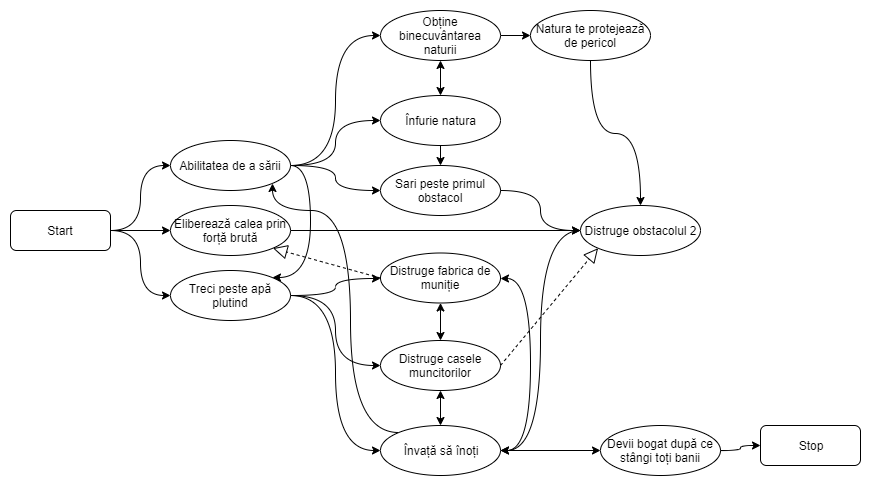 Obține
binecuvântarea
naturii
Natura te protejează
de pericol
Înfurie natura
Abilitatea de a sării
Sari peste primul
obstacol
Start
Eliberează calea prin
forță brută
Distruge obstacolul 2
Distruge fabrica de
muniție
Treci peste apă
plutind
Distruge casele
muncitorilor
Învață să înoți
Devii bogat după ce
stângi toți banii
Stop